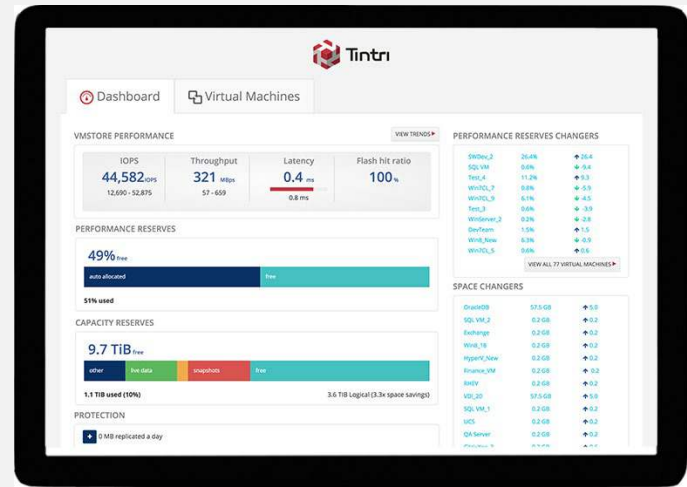 Tintri
Dashboard
Virtual Machines
VMSTORE PERFORMANCE
VIEW TRENDS
IOPS
44,582 IOPS
12,690 - 52,875
Throughput
321 MBps
57 - 659
Latency
0.4 ms
0.8 ms
Flash hit ratio
100 %
PERFORMANCE RESERVES
49% free
auto allocated
free
51% used
CAPACITY RESERVES
9.7 TiB free
other
live data
snapshots
free
1.1 TIB used (10%)
3.6 TIB Logical (3.3x space savings)
PROTECTION
0 MB replicated a day
PERFORMANCE RESERVES CHANGERS
SWDev_2 26.4% 26.4
SQL VM 0.6% -9.4
Test_4 11.2% 9.3
Win7CL_7 0.8% -5.9
Win7CL_9 6.1% -4.5
Test_3 0.6% -3.9
WinServer_2 0.2% -2.8
DevTeam 1.5% 1.5
Win8_New 6.3% -0.9
Win7CL_5 0.6% 0.6
VIEW ALL 77 VIRTUAL MACHINES
SPACE CHANGERS
OracleDB 57.5 GB 5.0
SQL VM_2 0.2 GB 0.2
Exchange 0.2 GB 0.2
Win8_1B 0.2 GB 0.2
HyperV_New 0.2 GB 0.2
Finance_VM 0.2 GB 0.2
RHEV 0.2 GB 0.2
VDI_20 57.5 GB 5.0
SQL VM_1 0.2 GB 0.2
UCS 0.2 GB 0.2
QA Server 0.2 GB 0.2